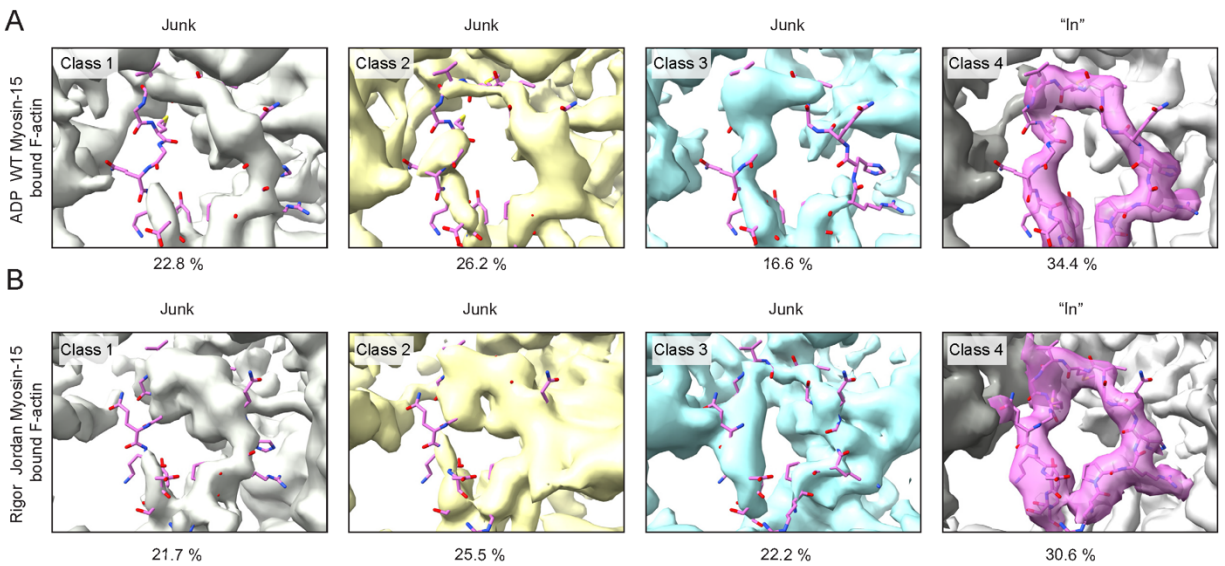 A
Junk
Junk
Junk
“In”
ADP WT Myosin-15
bound F-actin
Class 1
Class 2
Class 3
Class 4
22.8 %
26.2 %
16.6 %
34.4 %
B
Junk
Junk
Junk
“In”
Rigor Jordan Myosin-15
bound F-actin
Class 1
Class 2
Class 3
Class 4
21.7 %
25.5 %
22.2 %
30.6 %